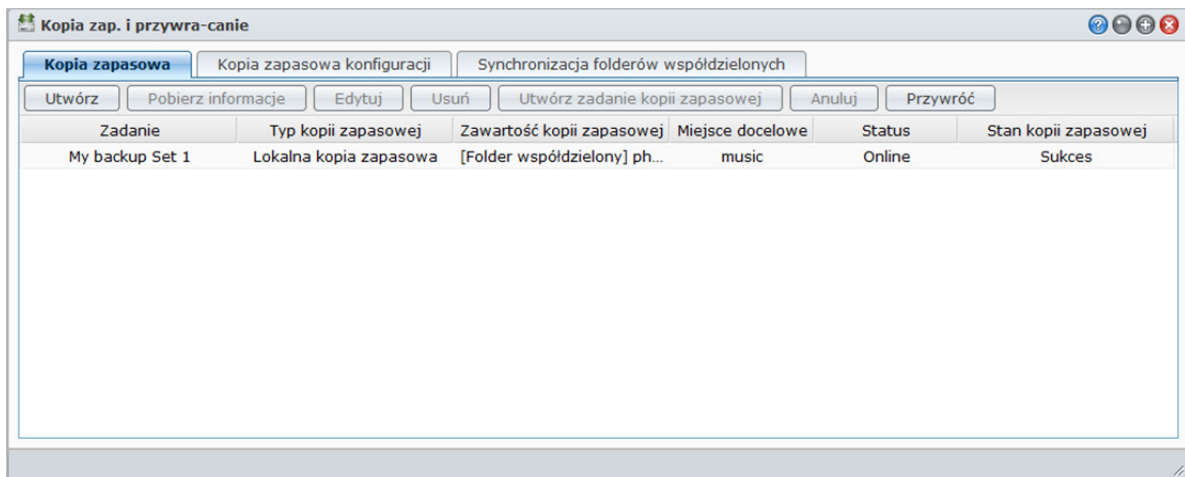 Kopia zap. i przywra-canie
Kopia zapasowa Kopia zapasowa konfiguracji Synchronizacja folderów współdzielonych
Utwórz Pobierz informacje Edytuj Usuń Utwórz zadanie kopii zapasowej Anuluj Przywróć
Zadanie Typ kopii zapasowej Zawartość kopii zapasowej Miejsce docelowe Status Stan kopii zapasowej
My backup Set 1 Lokalna kopia zapasowa [Folder współdzielony] ph... music Online Sukces